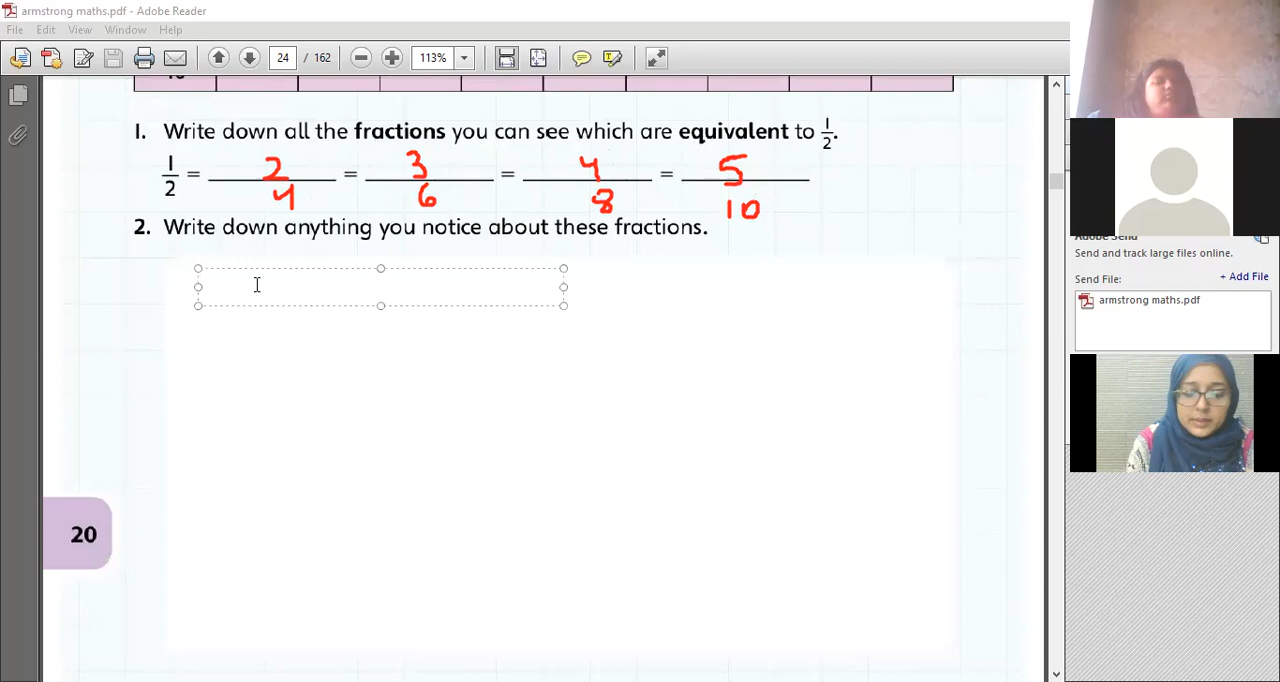 armstrong maths.pdf - Adobe Reader
File Edit View Window Help
24 / 162 113%
1. Write down all the fractions you can see which are equivalent to 1/2.
1/2 = 2/4 = 3/6 = 4/8 = 5/10
2. Write down anything you notice about these fractions.
20
Adobe Send
Send and track large files online.
Send File:
+ Add File
armstrong maths.pdf